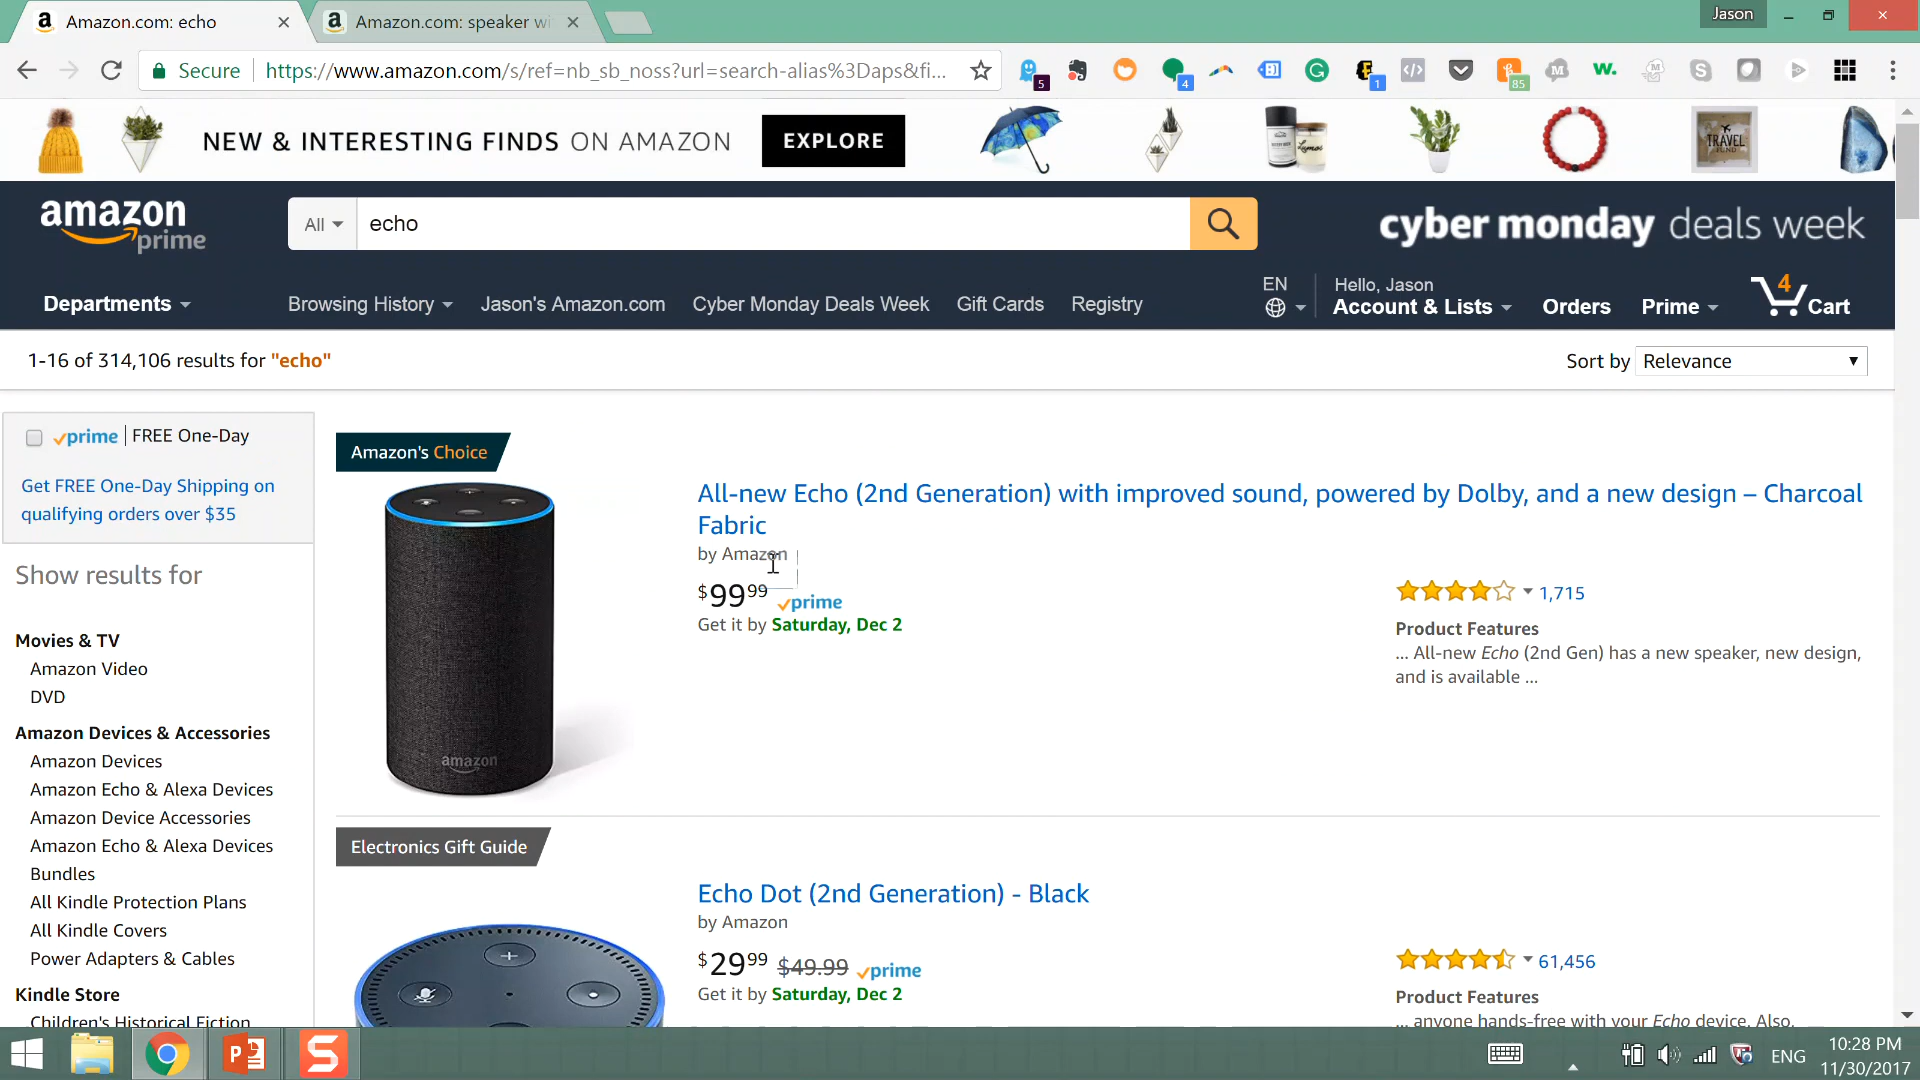 Amazon.com: echo
Amazon.com: speaker wi
Jason
Secure
https://www.amazon.com/s/ref=nb_sb_noss?url=search-alias%3Daps&fi...
5
4
1
85
NEW & INTERESTING FINDS ON AMAZON
EXPLORE
TRAVEL
FUND
amazon
prime
All
echo
cyber monday deals week
Departments
Browsing History
Jason's Amazon.com
Cyber Monday Deals Week
Gift Cards
Registry
EN
Hello, Jason
Account & Lists
Orders
Prime
4
Cart
1-16 of 314,106 results for "echo"
Sort by
Relevance
prime | FREE One-Day
Get FREE One-Day Shipping on
qualifying orders over $35
Show results for
Movies & TV
Amazon Video
DVD
Amazon Devices & Accessories
Amazon Devices
Amazon Echo & Alexa Devices
Amazon Device Accessories
Amazon Echo & Alexa Devices
Bundles
All Kindle Protection Plans
All Kindle Covers
Power Adapters & Cables
Kindle Store
Children's Historical Fiction
Amazon's Choice
amazon
All-new Echo (2nd Generation) with improved sound, powered by Dolby, and a new design – Charcoal
Fabric
by Amazon
$99 99 prime
Get it by Saturday, Dec 2
1,715
Product Features
... All-new Echo (2nd Gen) has a new speaker, new design,
and is available ...
Electronics Gift Guide
Echo Dot (2nd Generation) - Black
by Amazon
$29 99 $49.99 prime
Get it by Saturday, Dec 2
61,456
Product Features
... anyone hands-free with your Echo device. Also,
ENG
10:28 PM
11/30/2017